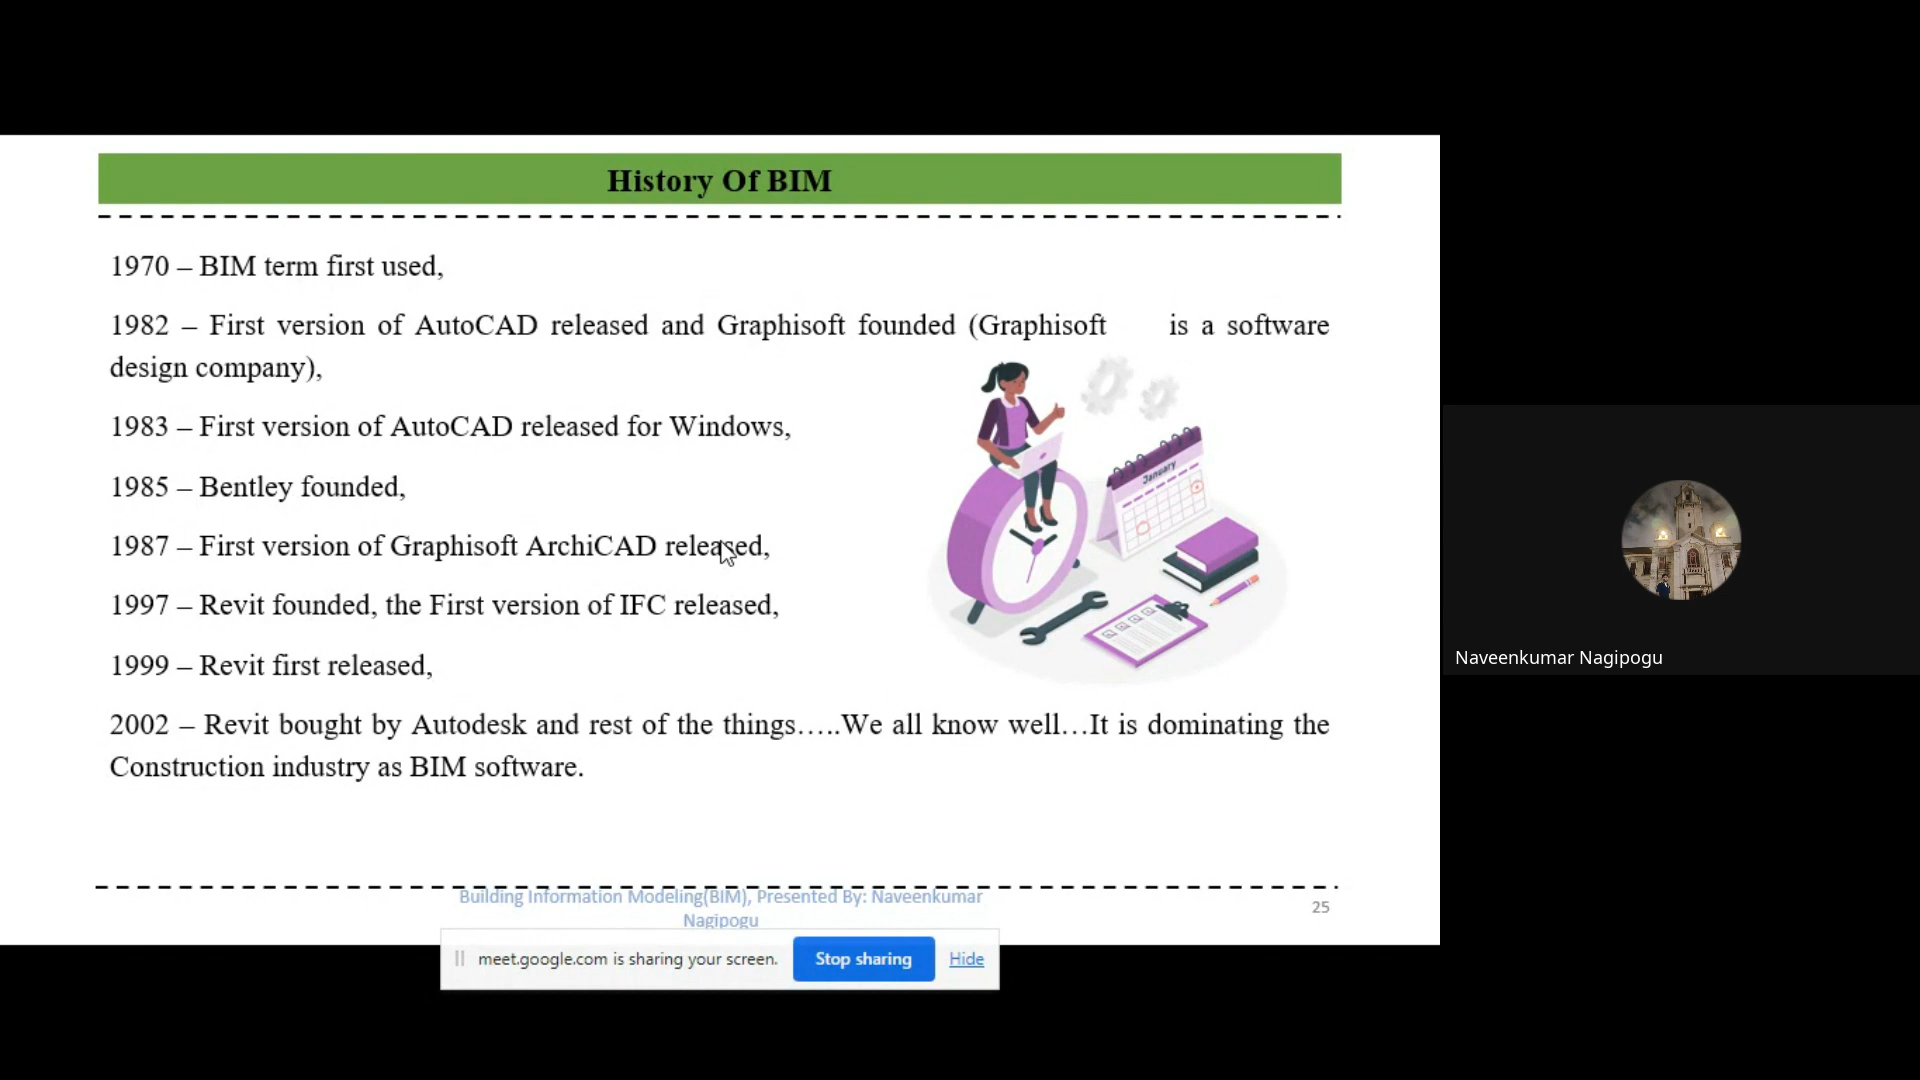 History Of BIM
1970 – BIM term first used,
1982 – First version of AutoCAD released and Graphisoft founded (Graphisoft is a software
design company),
1983 – First version of AutoCAD released for Windows,
1985 – Bentley founded,
1987 – First version of Graphisoft ArchiCAD released,
1997 – Revit founded, the First version of IFC released,
1999 – Revit first released,
2002 – Revit bought by Autodesk and rest of the things…..We all know well…It is dominating the
Construction industry as BIM software.
January
Building Information Modeling(BIM), Presented By: Naveenkumar
Nagipogu
25
meet.google.com is sharing your screen.
Stop sharing
Hide
Naveenkumar Nagipogu